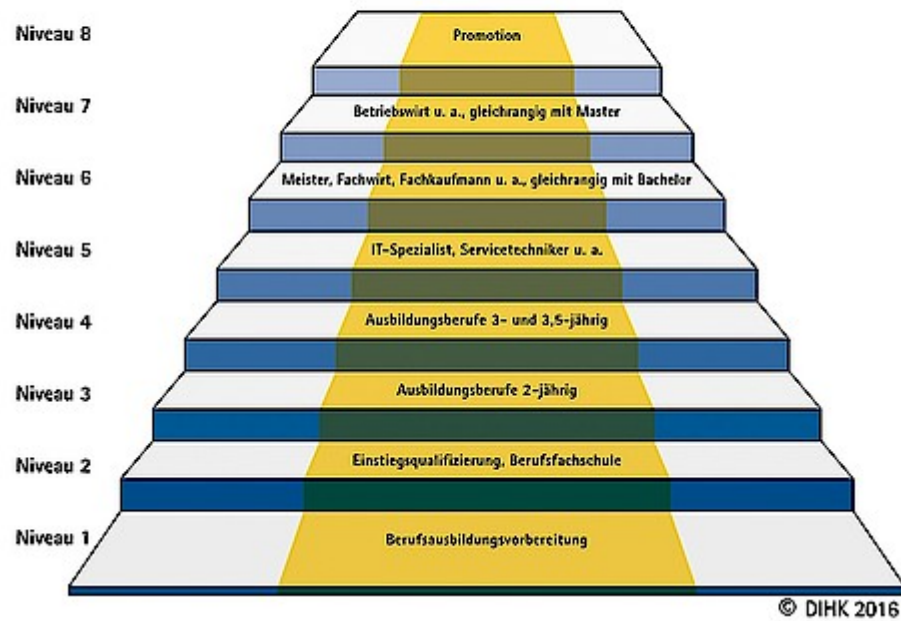 Niveau 8
Promotion
Niveau 7
Betriebswirt u. a., gleichrangig mit Master
Niveau 6
Meister, Fachwirt, Fachkaufmann u. a., gleichrangig mit Bachelor
Niveau 5
IT-Spezialist, Servicetechniker u. a.
Niveau 4
Ausbildungsberufe 3- und 3,5-jährig
Niveau 3
Ausbildungsberufe 2-jährig
Niveau 2
Einstiegsqualifizierung, Berufsfachschule
Niveau 1
Berufsausbildungsvorbereitung
© DIHK 2016